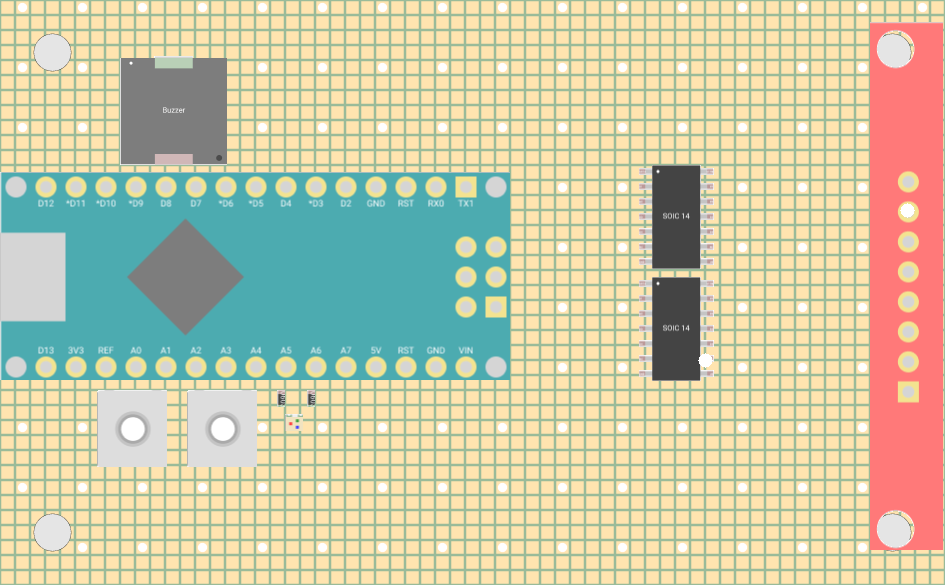 Buzzer
D12 *D11 *D10 *D9 D8 D7 *D6 *D5 D4 *D3 D2 GND RST RX0 TX1
SOIC 14
SOIC 14
D13 3V3 REF A0 A1 A2 A3 A4 A5 A6 A7 5V RST GND VIN